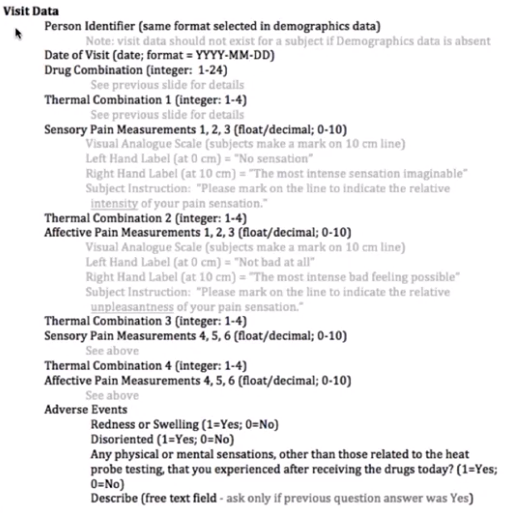 Visit Data
Person Identifier (same format selected in demographics data)
Note: visit data should not exist for a subject if Demographics data is absent
Date of Visit (date; format = YYYY-MM-DD)
Drug Combination (integer: 1-24)
See previous slide for details
Thermal Combination 1 (integer: 1-4)
See previous slide for details
Sensory Pain Measurements 1, 2, 3 (float/decimal; 0-10)
Visual Analogue Scale (subjects make a mark on 10 cm line)
Left Hand Label (at 0 cm) = "No sensation"
Right Hand Label (at 10 cm) = "The most intense sensation imaginable"
Subject Instruction: "Please mark on the line to indicate the relative
intensity of your pain sensation."
Thermal Combination 2 (integer: 1-4)
Affective Pain Measurements 1, 2, 3 (float/decimal; 0-10)
Visual Analogue Scale (subjects make a mark on 10 cm line)
Left Hand Label (at 0 cm) = "Not bad at all"
Right Hand Label (at 10 cm) = "The most intense bad feeling possible"
Subject Instruction: "Please mark on the line to indicate the relative
unpleasantness of your pain sensation."
Thermal Combination 3 (integer: 1-4)
Sensory Pain Measurements 4, 5, 6 (float/decimal; 0-10)
See above
Thermal Combination 4 (integer: 1-4)
Affective Pain Measurements 4, 5, 6 (float/decimal; 0-10)
See above
Adverse Events
Redness or Swelling (1=Yes; 0=No)
Disoriented (1=Yes; 0=No)
Any physical or mental sensations, other than those related to the heat
probe testing, that you experienced after receiving the drugs today? (1=Yes;
0=No)
Describe (free text field - ask only if previous question answer was Yes)